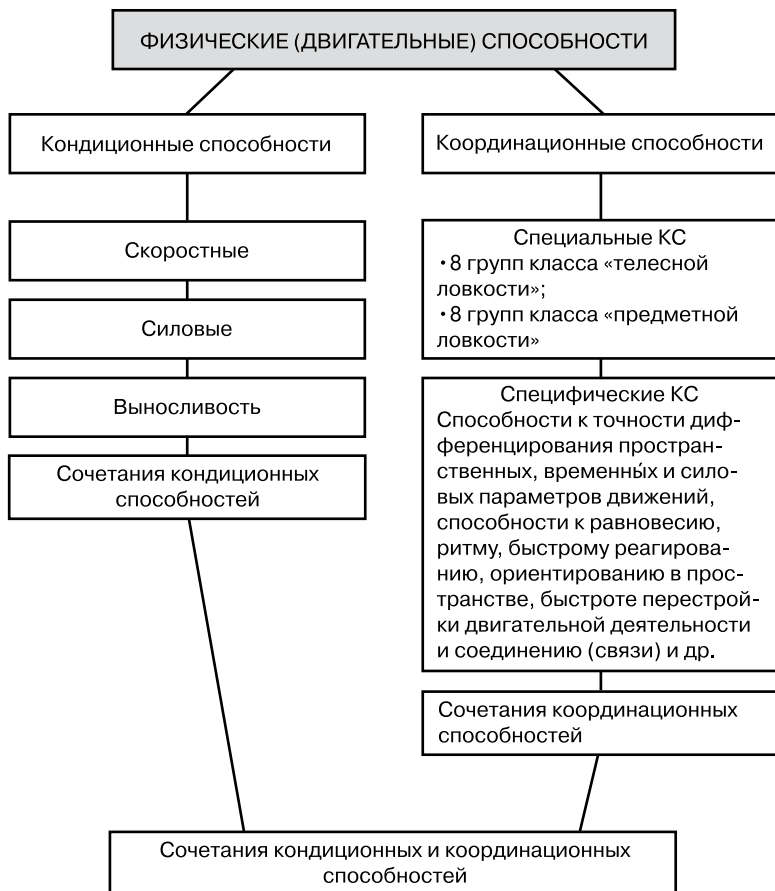 ФИЗИЧЕСКИЕ (ДВИГАТЕЛЬНЫЕ) СПОСОБНОСТИ
Кондиционные способности
Скоростные
Силовые
Выносливость
Сочетания кондиционных
способностей
Координационные способности
Специальные КС
• 8 групп класса «телесной
ловкости»;
• 8 групп класса «предметной
ловкости»
Специфические КС
Способности к точности диф-
ференцирования простран-
ственных, временны́х и сило-
вых параметров движений,
способности к равновесию,
ритму, быстрому реагирова-
нию, ориентированию в прос-
транстве, быстроте перестрой-
ки двигательной деятельности
и соединению (связи) и др.
Сочетания координационных
способностей
Сочетания кондиционных и координационных
способностей